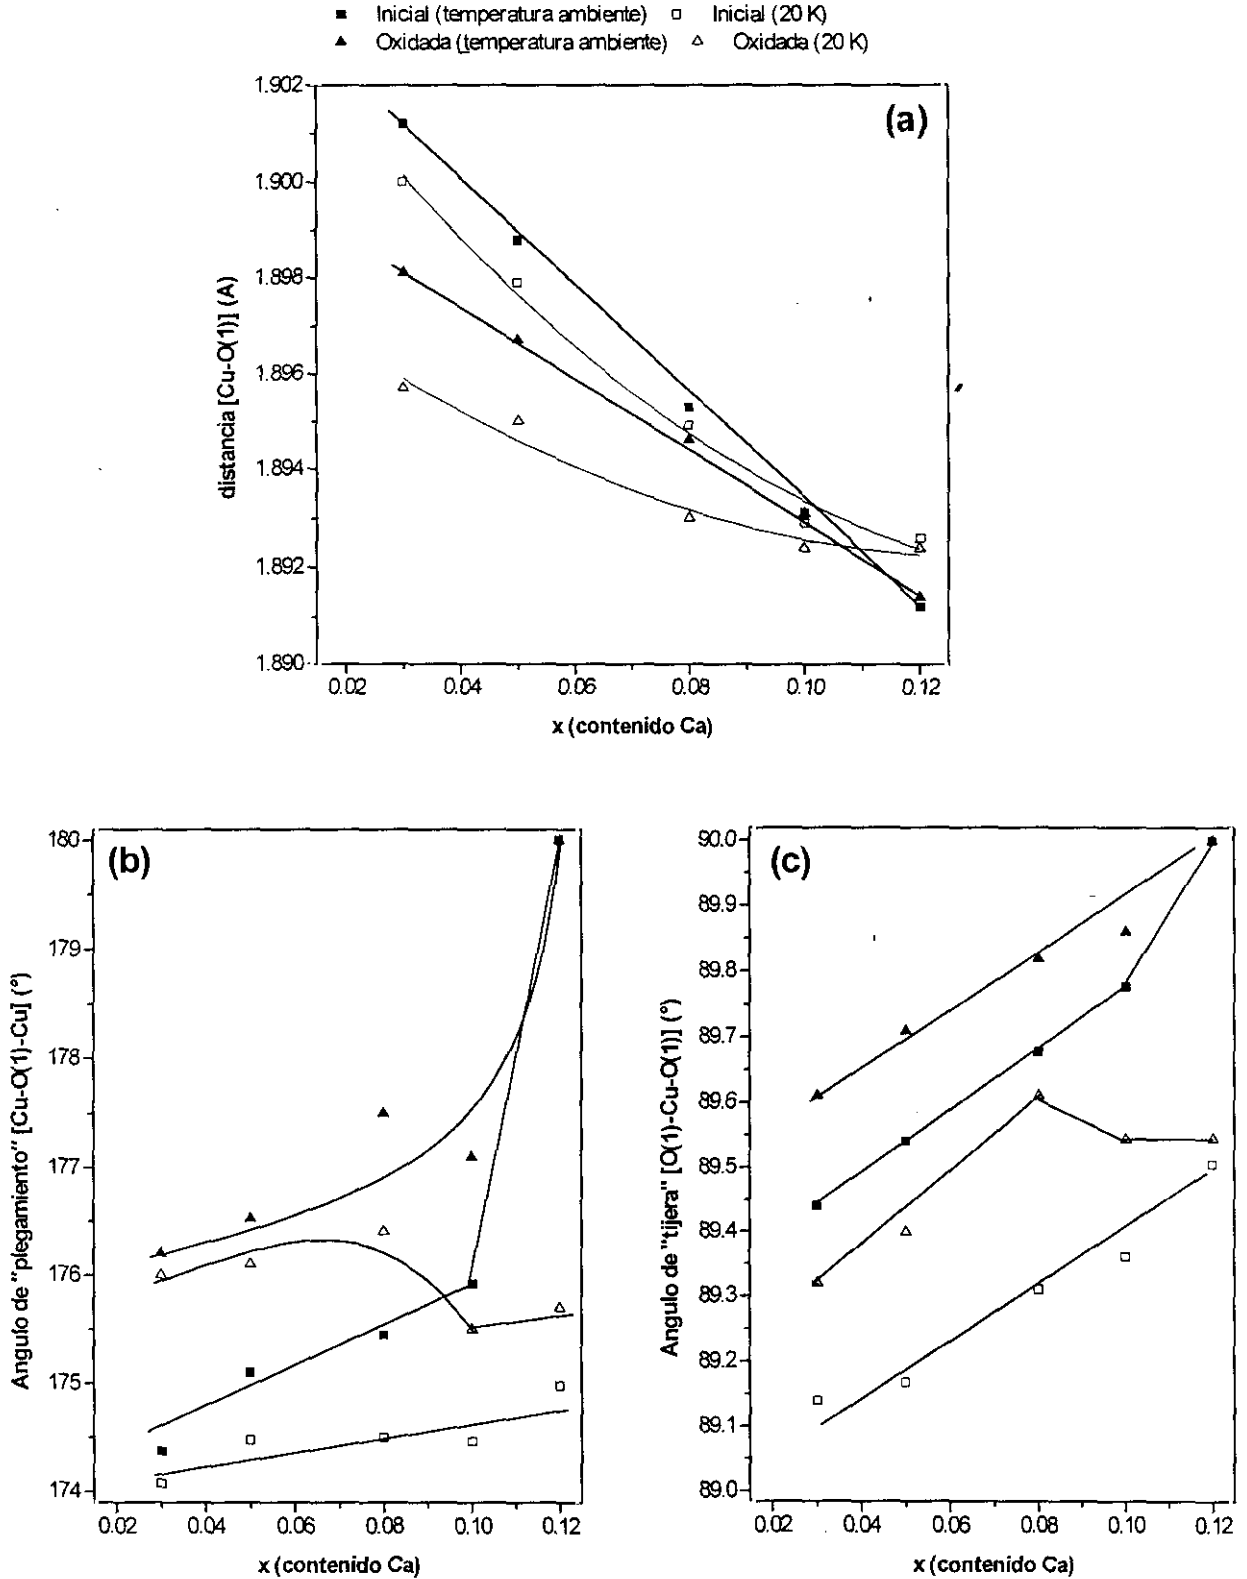 Inicial (temperatura ambiente) Inicial (20 K)
Oxidada (temperatura ambiente) Oxidada (20 K)
(a)
1.902
1.900
1.898
1.896
1.894
1.892
1.890
distancia [Cu-O(1)] (A)
0.02 0.04 0.06 0.08 0.10 0.12
x (contenido Ca)
(b)
180
179
178
177
176
175
174
Angulo de "plegamiento" [Cu-O(1)-Cu] (°)
0.02 0.04 0.06 0.08 0.10 0.12
x (contenido Ca)
(c)
90.0
89.9
89.8
89.7
89.6
89.5
89.4
89.3
89.2
89.1
89.0
Angulo de "tijera" [O(1)-Cu-O(1)] (°)
0.02 0.04 0.06 0.08 0.10 0.12
x (contenido Ca)